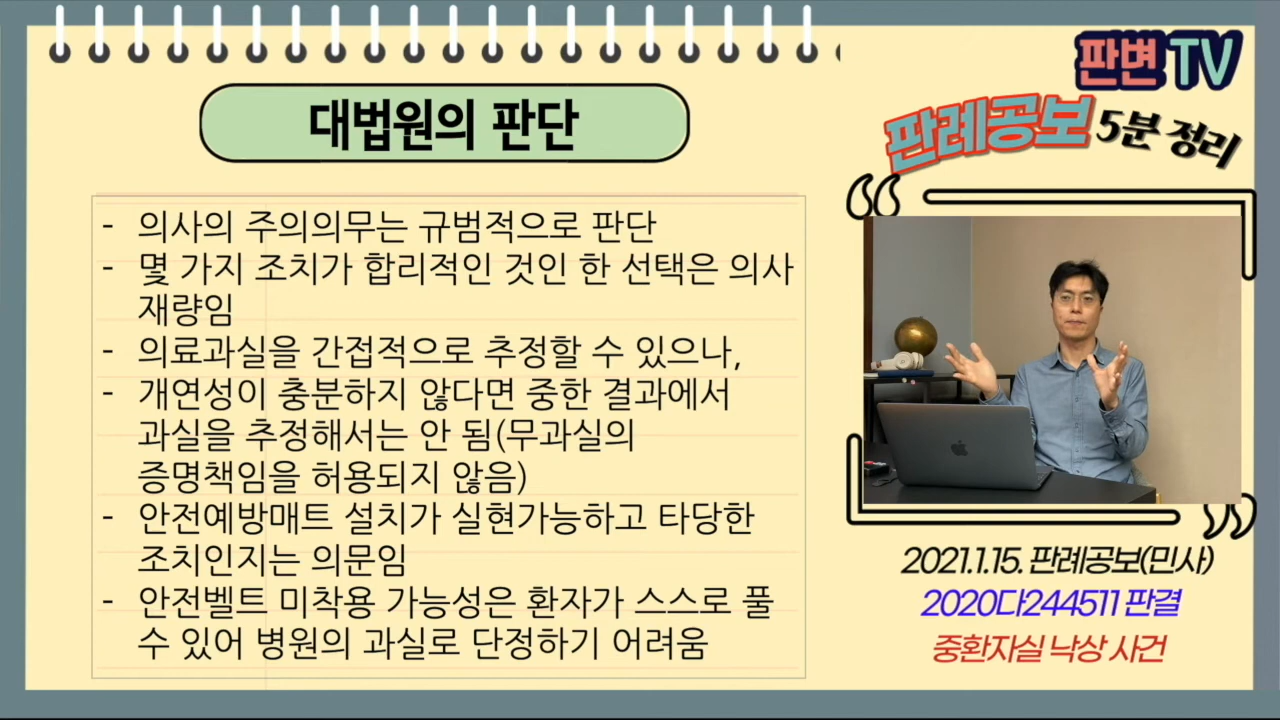 판변 TV
판례공보 5분 정리
대법원의 판단
- 의사의 주의의무는 규범적으로 판단
- 몇 가지 조치가 합리적인 것인 한 선택은 의사
재량임
- 의료과실을 간접적으로 추정할 수 있으나,
- 개연성이 충분하지 않다면 중한 결과에서
과실을 추정해서는 안 됨(무과실의
증명책임을 허용되지 않음)
- 안전예방매트 설치가 실현가능하고 타당한
조치인지는 의문임
- 안전벨트 미착용 가능성은 환자가 스스로 풀
수 있어 병원의 과실로 단정하기 어려움
2021.1.15. 판례공보(민사)
2020다244511 판결
중환자실 낙상 사건